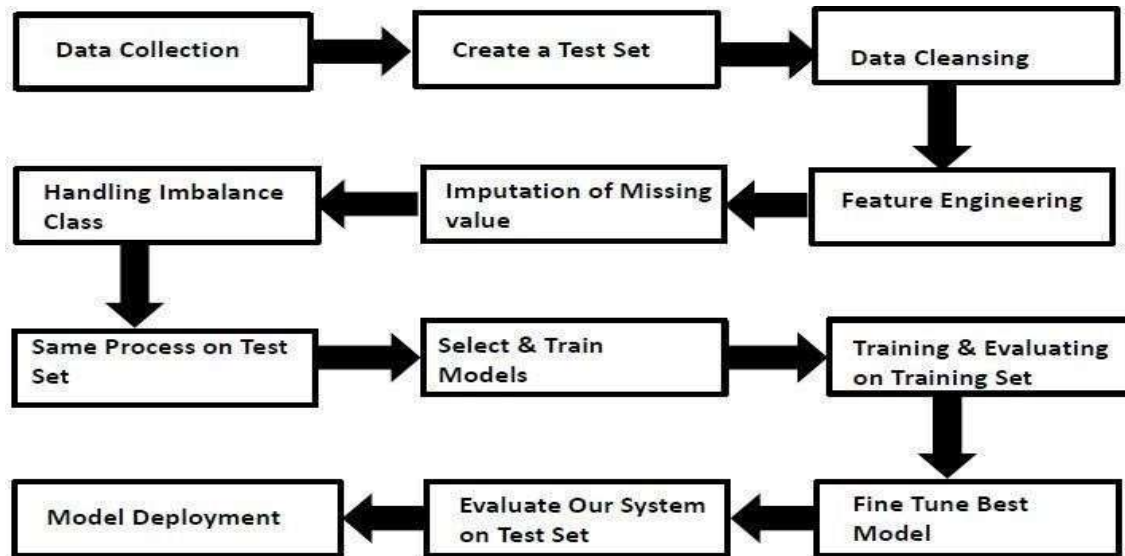 Data Collection
Create a Test Set
Data Cleansing
Feature Engineering
Imputation of Missing
value
Handling Imbalance
Class
Same Process on Test
Set
Select & Train
Models
Training & Evaluating
on Training Set
Fine Tune Best
Model
Evaluate Our System
on Test Set
Model Deployment